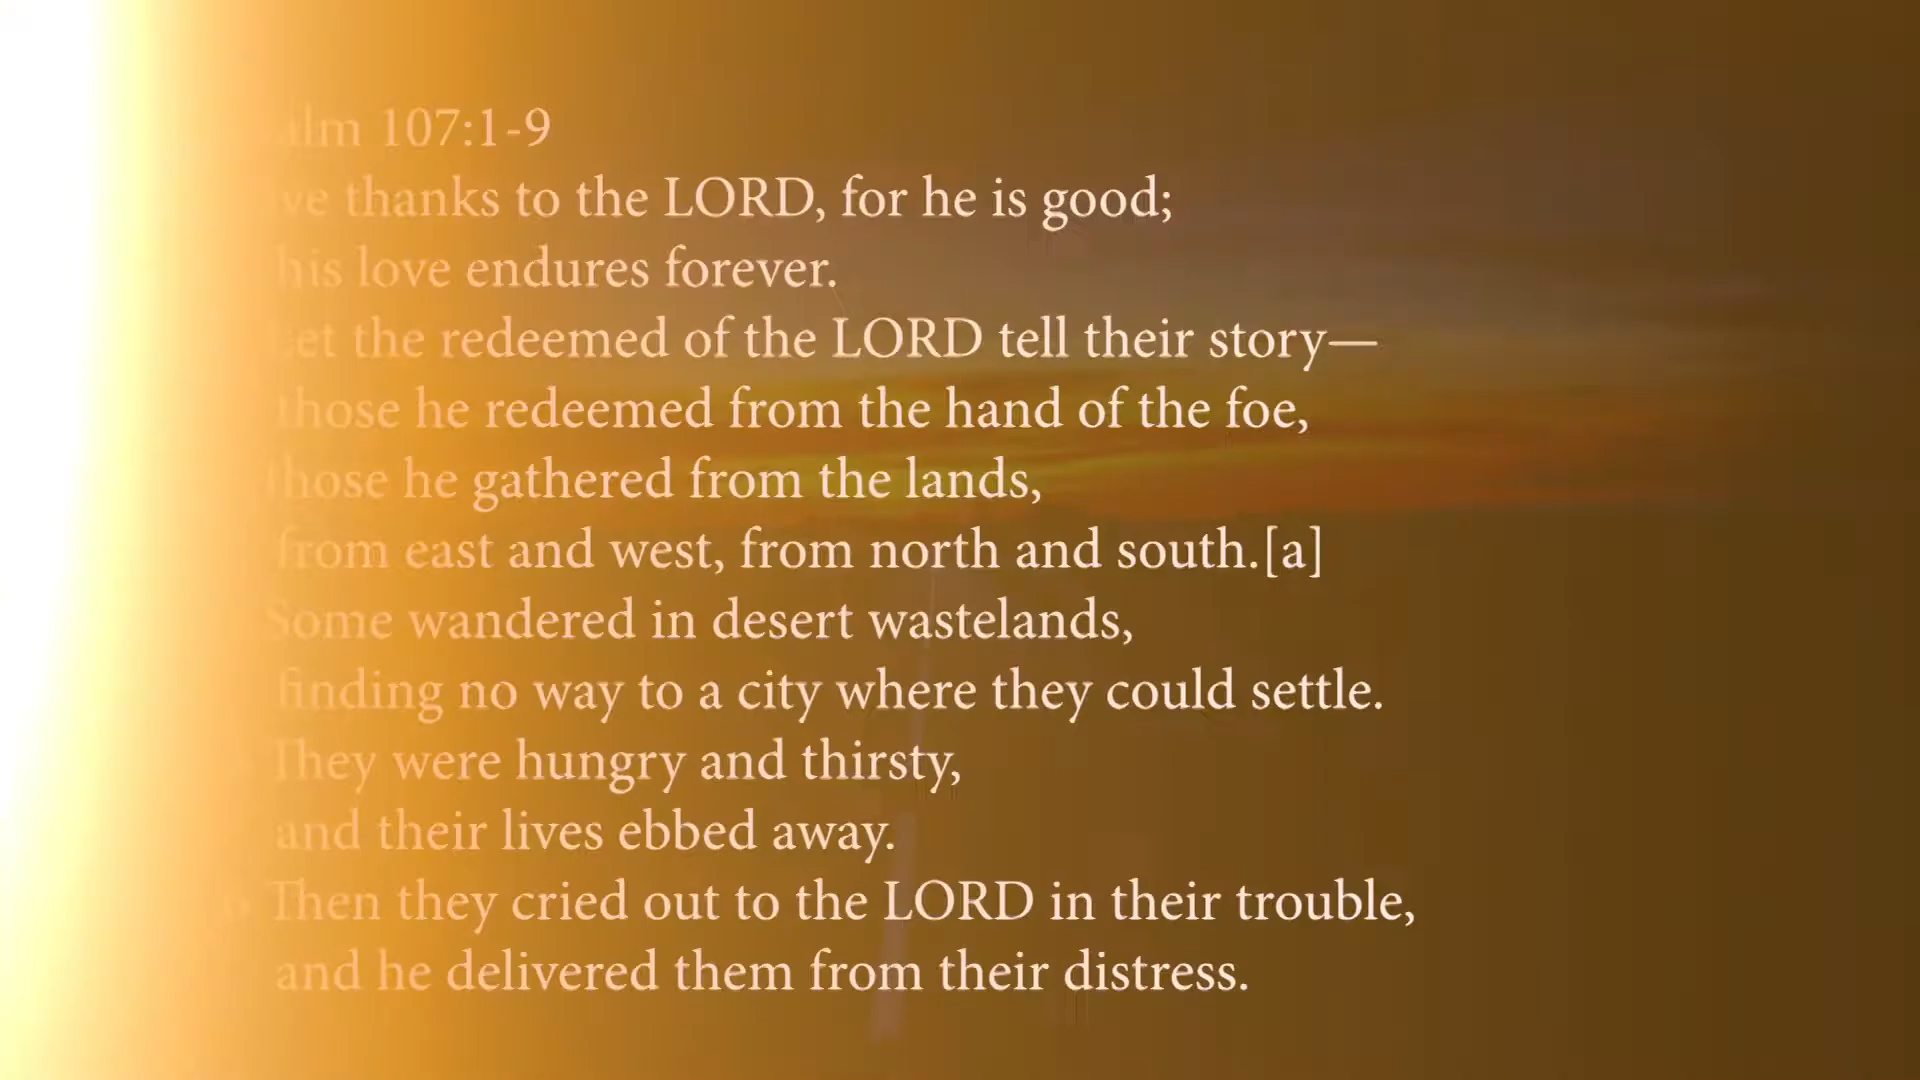 107:1-9
thanks to the LORD, for he is good;
his love endures forever.
Let the redeemed of the LORD tell their story—
those he redeemed from the hand of the foe,
those he gathered from the lands,
from east and west, from north and south.[a]
Some wandered in desert wastelands,
finding no way to a city where they could settle.
They were hungry and thirsty,
and their lives ebbed away.
Then they cried out to the LORD in their trouble,
and he delivered them from their distress.